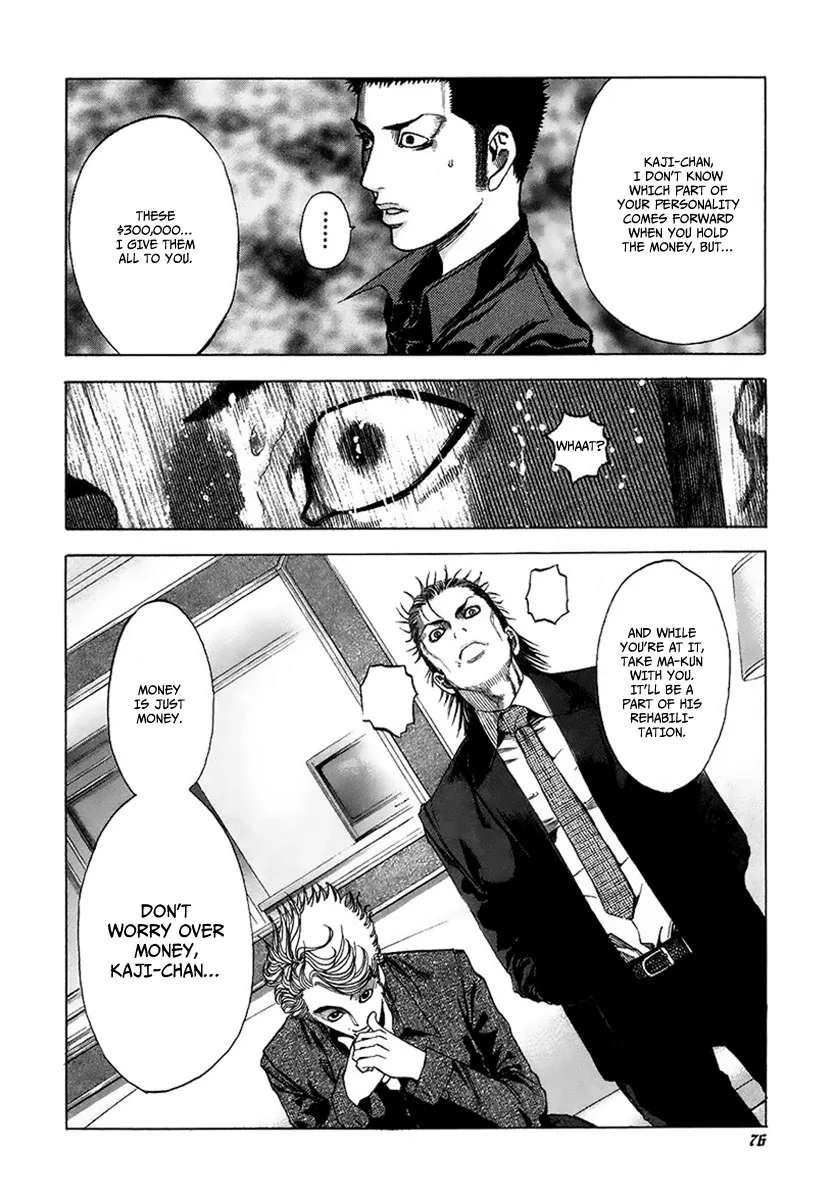 KAJI-CHAN,
I DON'T KNOW
WHICH PART OF
YOUR PERSONALITY
COMES FORWARD
WHEN YOU HOLD
THE MONEY, BUT...
......
THESE
$300,000...
I GIVE THEM
ALL TO YOU.
WHAAT?
AND WHILE
YOU'RE AT IT,
TAKE MA-KUN
WITH YOU.
IT'LL BE A
PART OF HIS
REHABILI-
TATION.
MONEY
IS JUST
MONEY.
DON'T
WORRY OVER
MONEY,
KAJI-CHAN...
76